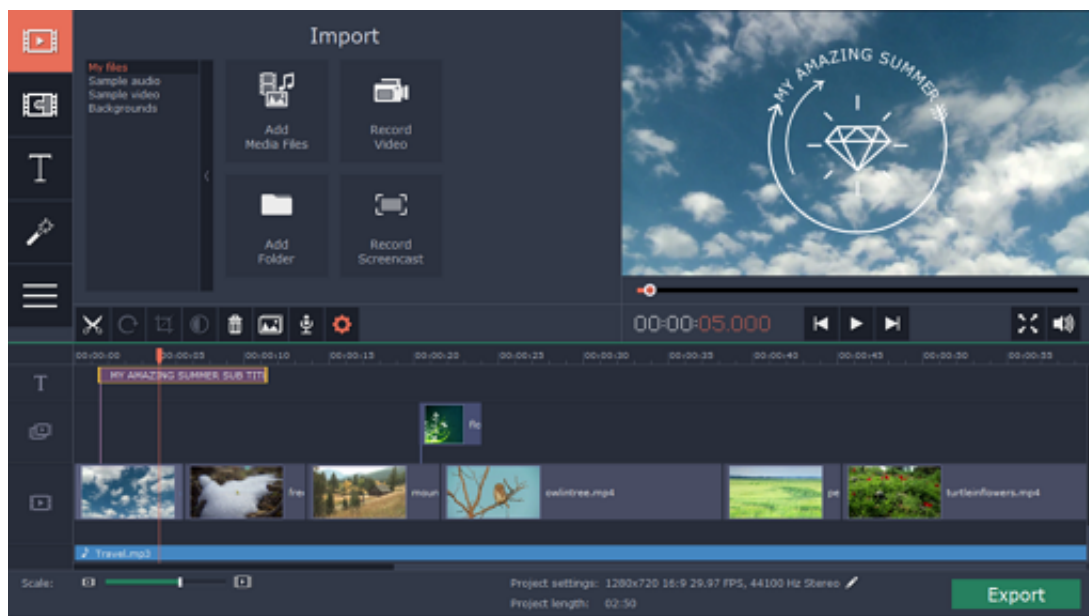 Import
My files
Sample audio
Sample video
Backgrounds
Add
Media Files
Record
Video
Add
Folder
Record
Screencast
MY AMAZING SUMMER
00:00:05.000
00:00:00 00:00:05 00:00:10 00:00:15 00:00:20 00:00:25 00:00:30 00:00:35 00:00:40 00:00:45 00:00:50 00:00:55
T
MY AMAZING SUMMER SUB TIT
moun
owlintree.mp4
pe
turtleinflowers.mp4
Travel.mp3
Scale:
Project settings: 1280x720 16:9 29.97 FPS, 44100 Hz Stereo
Project length: 02:50
Export